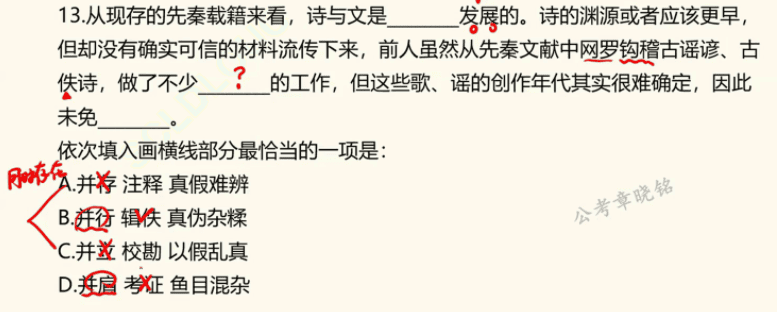 13.从现存的先秦载籍来看，诗与文是________发展的。诗的渊源或者应该更早，
但却没有确实可信的材料流传下来，前人虽然从先秦文献中网罗钩稽古谣谚、古
佚诗，做了不少________的工作，但这些歌、谣的创作年代其实很难确定，因此
?
未免________。
依次填入画横线部分最恰当的一项是：
同时存在
A.并存 注释 真假难辨
B.并行 辑佚 真伪杂糅
C.并立 校勘 以假乱真
D.并肩 考证 鱼目混杂
公考章晓铭